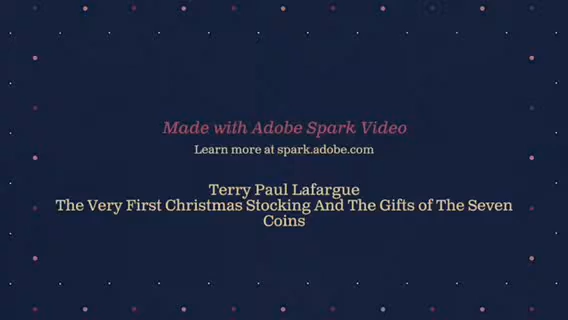 Made with Adobe Spark Video
Learn more at spark.adobe.com
Terry Paul Lafargue
The Very First Christmas Stocking And The Gifts of The Seven
Coins